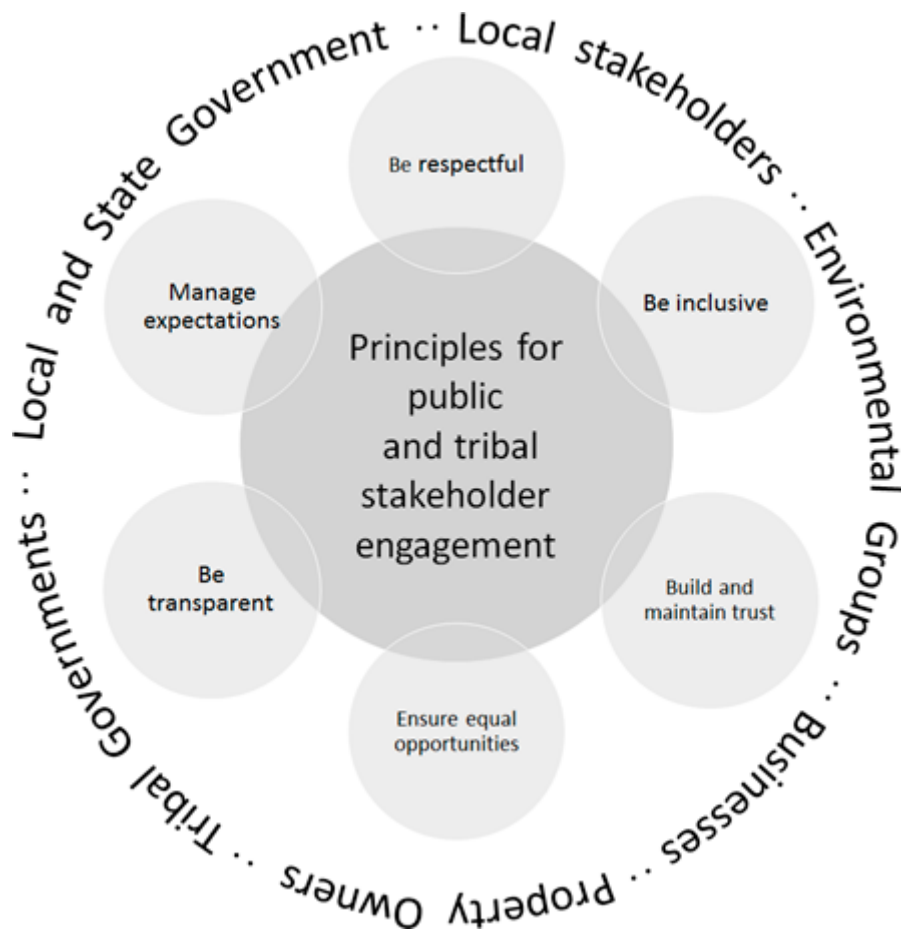 Local and State Government ·· Local stakeholders ·· Environmental Groups ·· Businesses ·· Property Owners ·· Tribal Governments ··
Be respectful
Be inclusive
Build and
maintain trust
Ensure equal
opportunities
Be
transparent
Manage
expectations
Principles for
public
and tribal
stakeholder
engagement